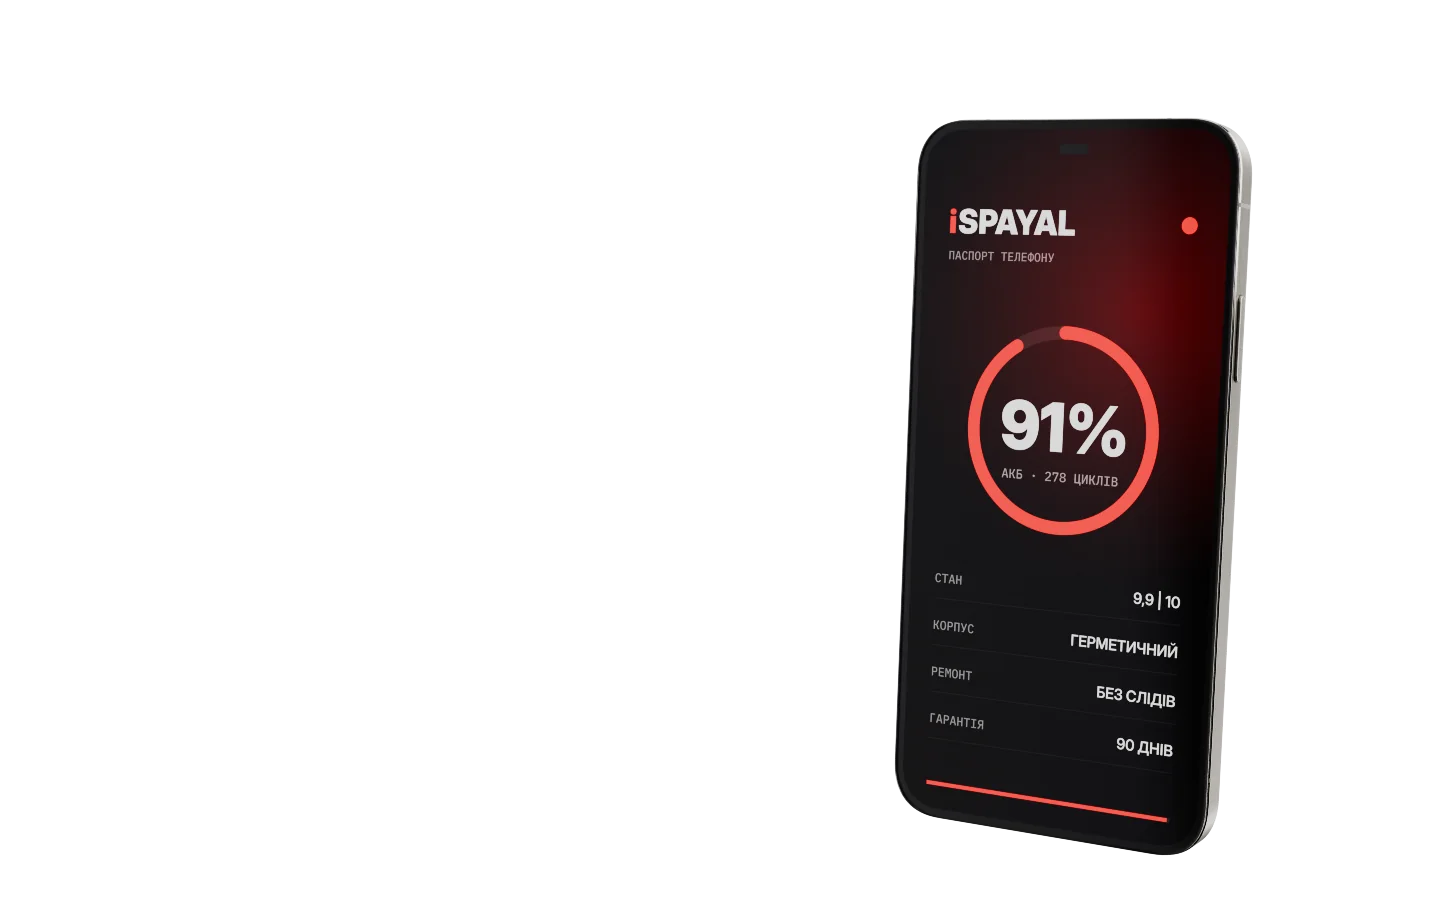 iSPAYAL
ПАСПОРТ ТЕЛЕФОНУ
91%
АКБ · 278 ЦИКЛІВ
СТАН
9,9 | 10
КОРПУС
ГЕРМЕТИЧНИЙ
РЕМОНТ
БЕЗ СЛІДІВ
ГАРАНТІЯ
90 ДНІВ